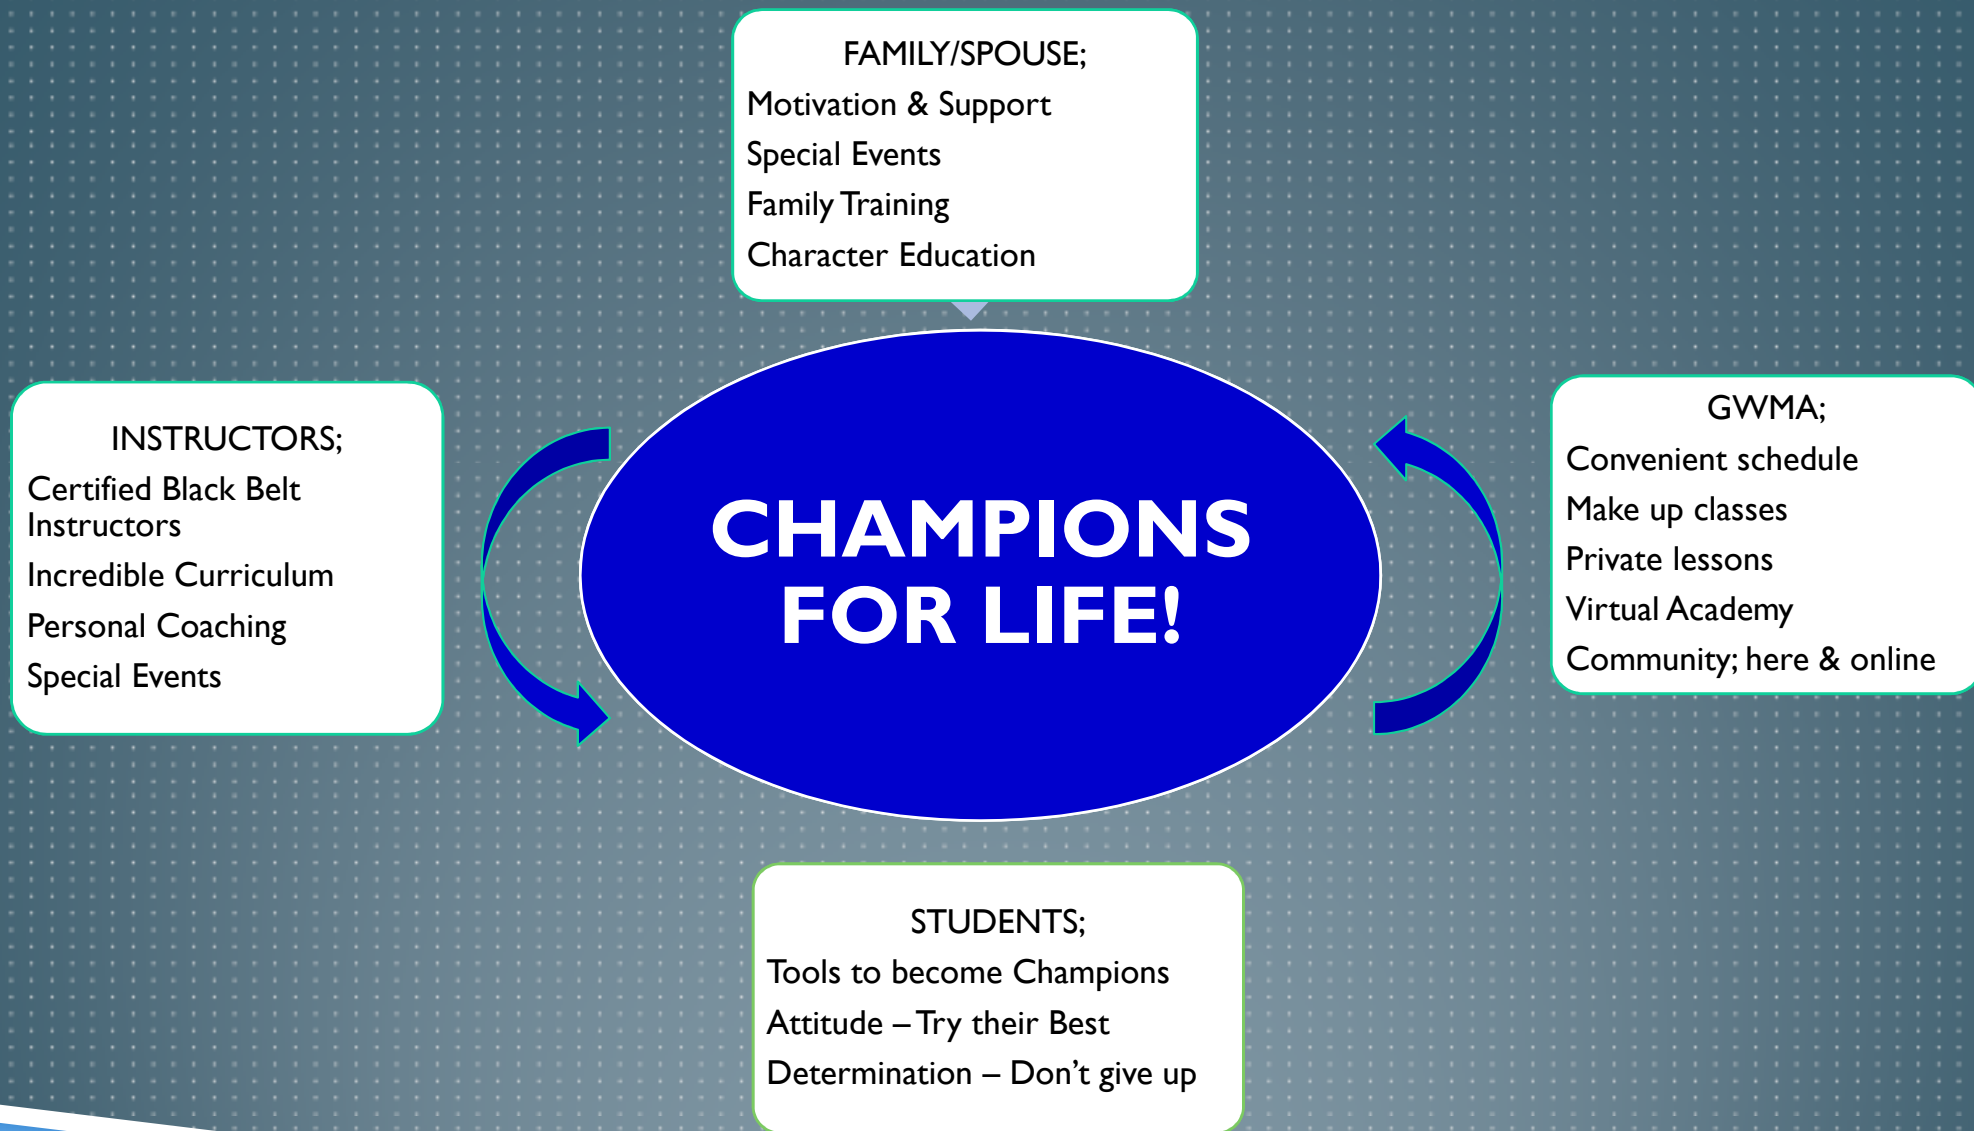 FAMILY/SPOUSE;
Motivation & Support
Special Events
Family Training
Character Education
INSTRUCTORS;
Certified Black Belt
Instructors
Incredible Curriculum
Personal Coaching
Special Events
CHAMPIONS
FOR LIFE!
GWMA;
Convenient schedule
Make up classes
Private lessons
Virtual Academy
Community; here & online
STUDENTS;
Tools to become Champions
Attitude – Try their Best
Determination – Don’t give up